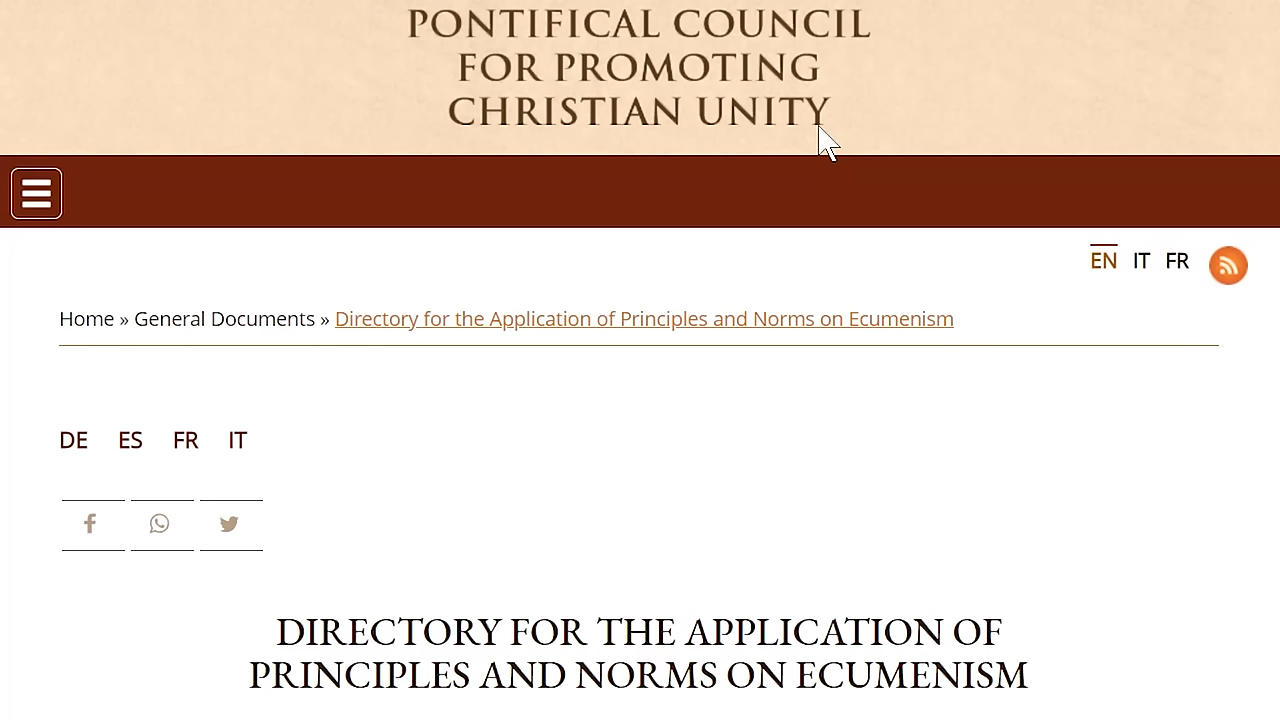 PONTIFICAL COUNCIL
FOR PROMOTING
CHRISTIAN UNITY
EN IT FR
Home » General Documents » Directory for the Application of Principles and Norms on Ecumenism
DE ES FR IT
DIRECTORY FOR THE APPLICATION OF
PRINCIPLES AND NORMS ON ECUMENISM